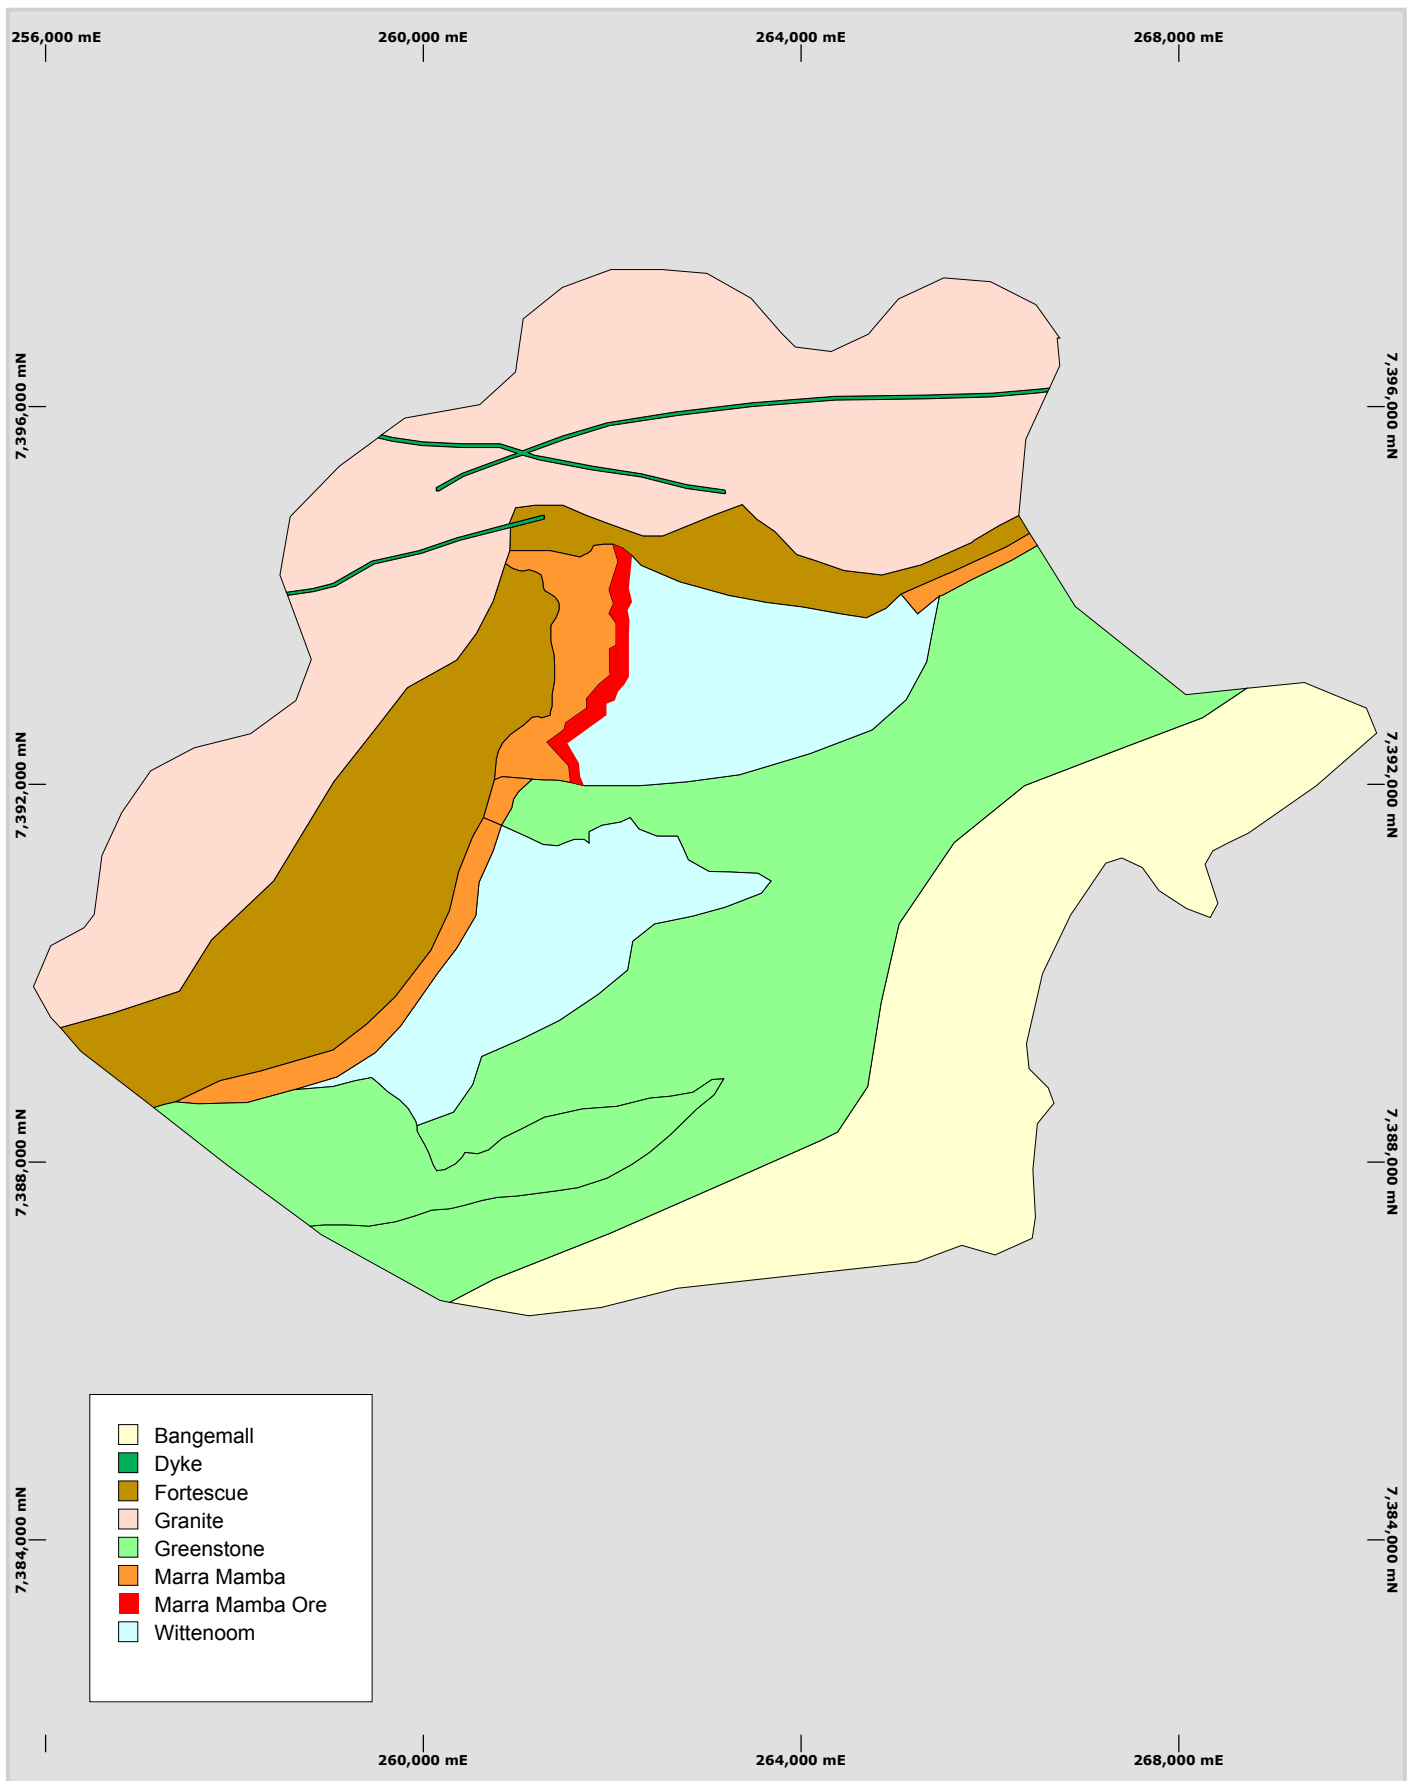 256,000 mE
260,000 mE
264,000 mE
268,000 mE
7,396,000 mN
7,396,000 mN
7,392,000 mN
7,392,000 mN
7,388,000 mN
7,388,000 mN
Bangemall
Dyke
Fortescue
Granite
7,384,000 mN
7,384,000 mN
Greenstone
Marra Mamba
Marra Mamba Ore
Wittenoom
260,000 mE
264,000 mE
268,000 mE